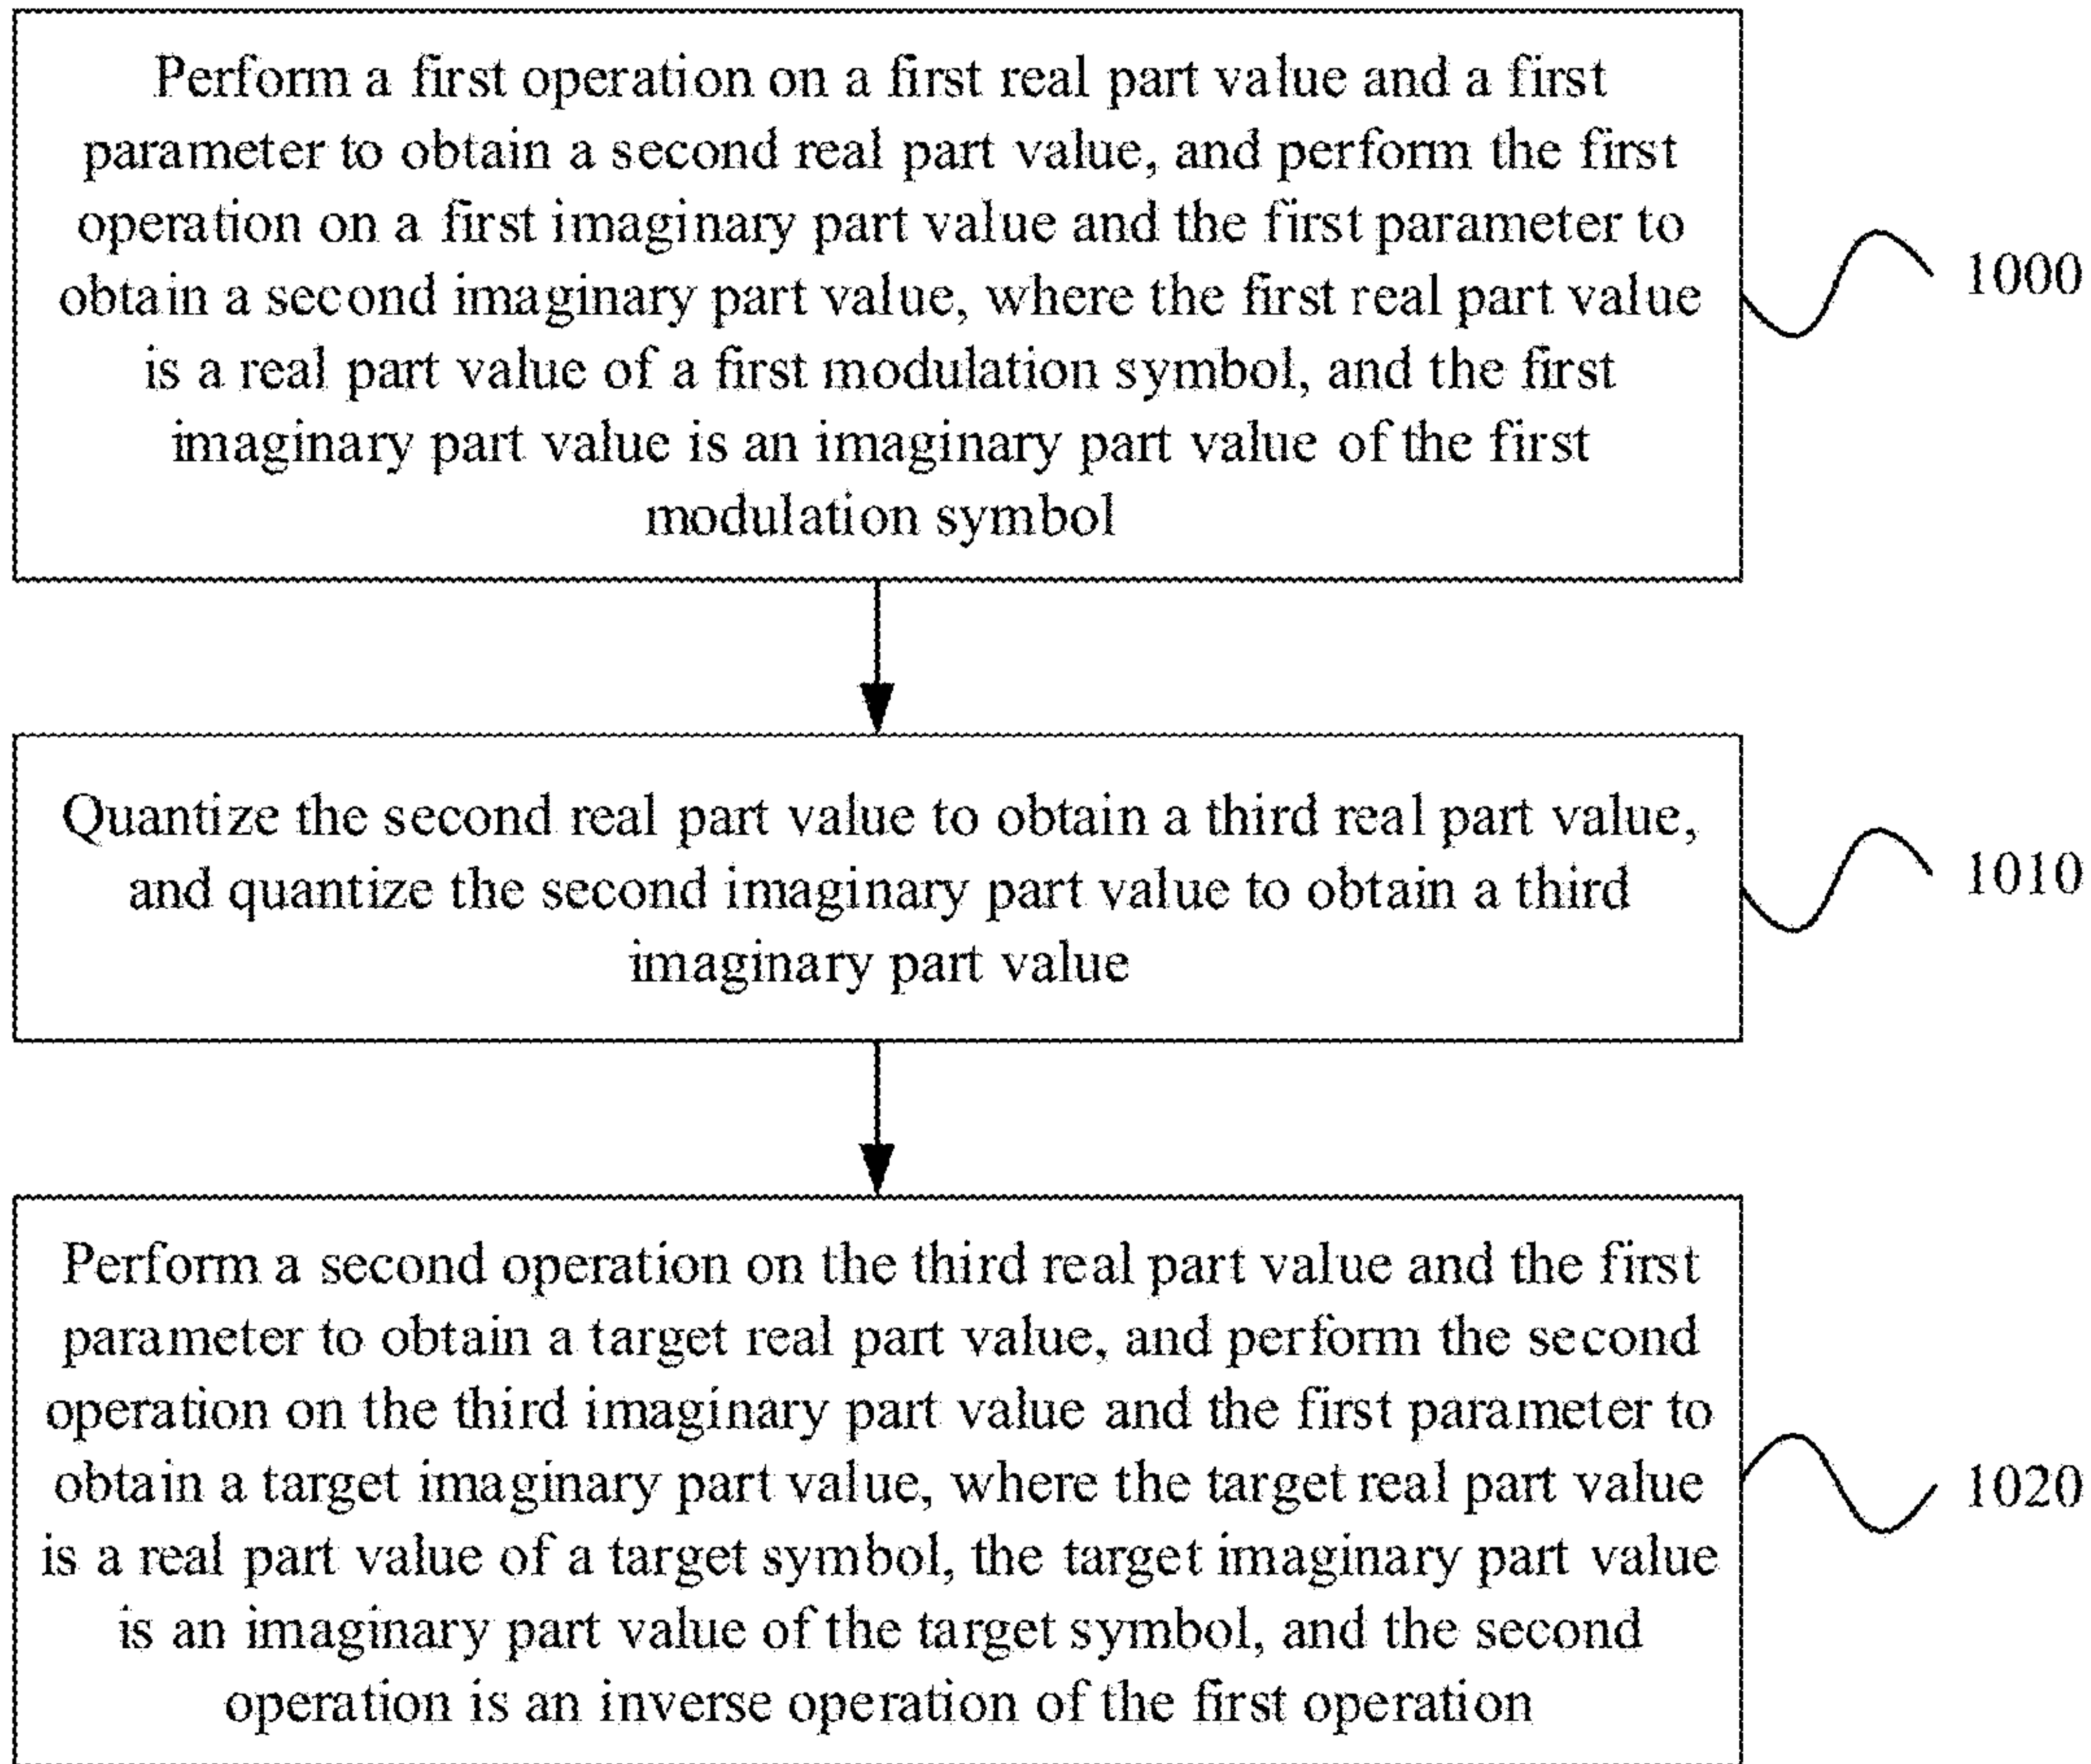 Perform a first operation on a first real part value and a first
parameter to obtain a second real part value, and perform the first
operation on a first imaginary part value and the first parameter to
obtain a second imaginary part value, where the first real part value
is a real part value of a first modulation symbol, and the first
imaginary part value is an imaginary part value of the first
modulation symbol
1000
Quantize the second real part value to obtain a third real part value,
and quantize the second imaginary part value to obtain a third
imaginary part value
1010
Perform a second operation on the third real part value and the first
parameter to obtain a target real part value, and perform the second
operation on the third imaginary part value and the first parameter to
obtain a target imaginary part value, where the target real part value
is a real part value of a target symbol, the target imaginary part value
is an imaginary part value of the target symbol, and the second
operation is an inverse operation of the first operation
1020